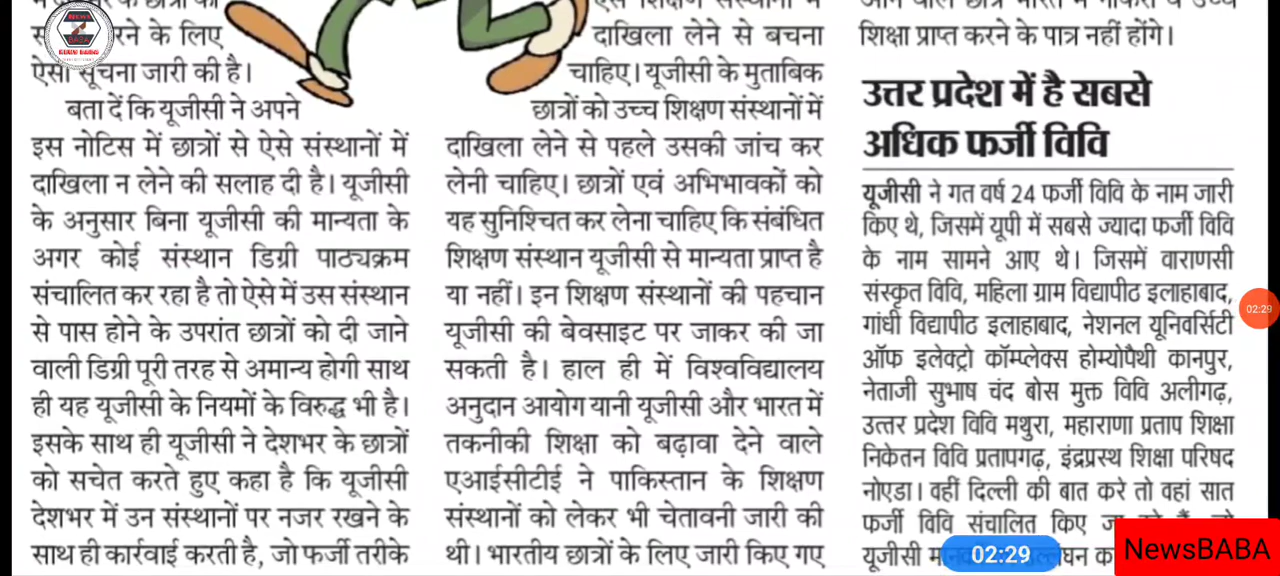 ऐसी सूचना जारी की है।
बता दें कि यूजीसी ने अपने
इस नोटिस में छात्रों से ऐसे संस्थानों में
दाखिला न लेने की सलाह दी है। यूजीसी
के अनुसार बिना यूजीसी की मान्यता के
अगर कोई संस्थान डिग्री पाठ्यक्रम
संचालित कर रहा है तो ऐसे में उस संस्थान
से पास होने के उपरांत छात्रों को दी जाने
वाली डिग्री पूरी तरह से अमान्य होगी साथ
ही यह यूजीसी के नियमों के विरुद्ध भी है।
इसके साथ ही यूजीसी ने देशभर के छात्रों
को सचेत करते हुए कहा है कि यूजीसी
देशभर में उन संस्थानों पर नजर रखने के
साथ ही कार्रवाई करती है, जो फर्जी तरीके
दाखिला लेने से बचना
चाहिए। यूजीसी के मुताबिक
छात्रों को उच्च शिक्षण संस्थानों में
दाखिला लेने से पहले उसकी जांच कर
लेनी चाहिए। छात्रों एवं अभिभावकों को
यह सुनिश्चित कर लेना चाहिए कि संबंधित
शिक्षण संस्थान यूजीसी से मान्यता प्राप्त है
या नहीं। इन शिक्षण संस्थानों की पहचान
यूजीसी की बेवसाइट पर जाकर की जा
सकती है। हाल ही में विश्वविद्यालय
अनुदान आयोग यानी यूजीसी और भारत में
तकनीकी शिक्षा को बढ़ावा देने वाले
एआईसीटीई ने पाकिस्तान के शिक्षण
संस्थानों को लेकर भी चेतावनी जारी की
थी। भारतीय छात्रों के लिए जारी किए गए
शिक्षा प्राप्त करने के पात्र नहीं होंगे।
उत्तर प्रदेश में है सबसे
अधिक फर्जी विवि
यूजीसी ने गत वर्ष 24 फर्जी विवि के नाम जारी
किए थे, जिसमें यूपी में सबसे ज्यादा फर्जी विवि
के नाम सामने आए थे। जिसमें वाराणसी
संस्कृत विवि, महिला ग्राम विद्यापीठ इलाहाबाद,
गांधी विद्यापीठ इलाहाबाद, नेशनल यूनिवर्सिटी
ऑफ इलेक्ट्रो कॉम्प्लेक्स होम्योपैथी कानपुर,
नेताजी सुभाष चंद बोस मुक्त विवि अलीगढ़,
उत्तर प्रदेश विवि मथुरा, महाराणा प्रताप शिक्षा
निकेतन विवि प्रतापगढ़, इंद्रप्रस्थ शिक्षा परिषद
नोएडा। वहीं दिल्ली की बात करे तो वहां सात
फर्जी विवि संचालित किए
यूजीसी
02:29
02:29
NewsBABA